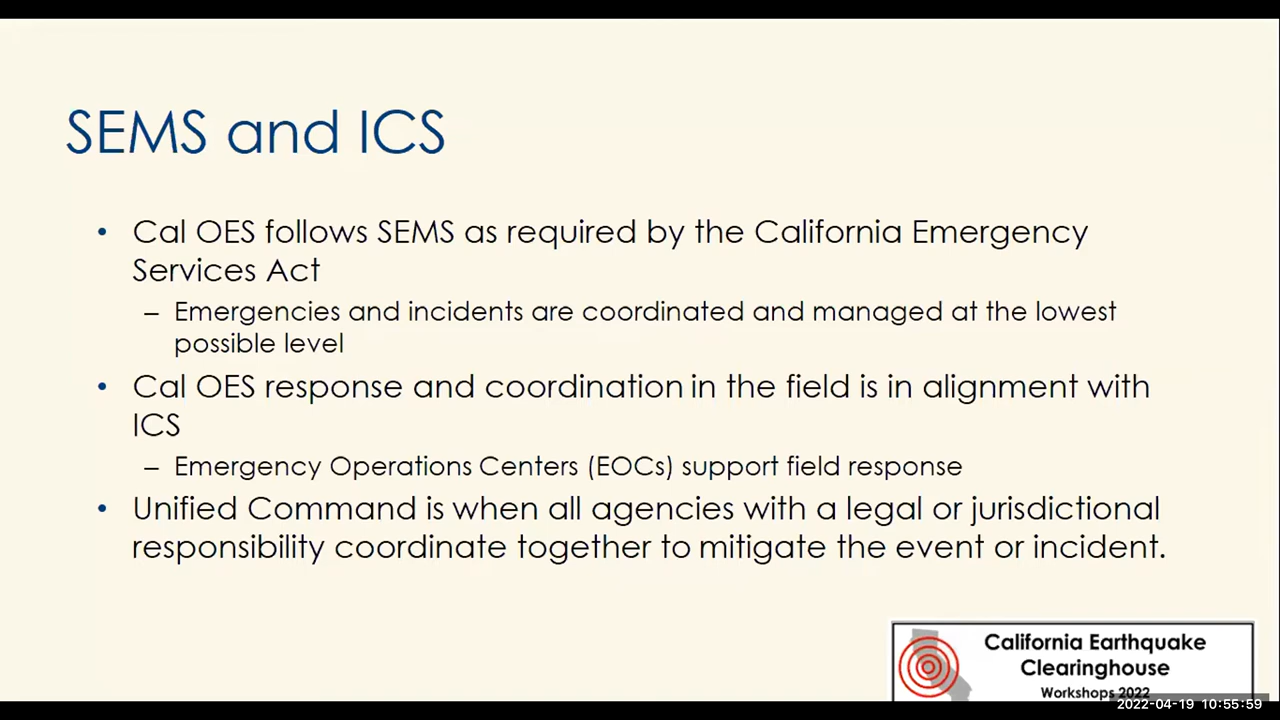 SEMS and ICS
• Cal OES follows SEMS as required by the California Emergency
Services Act
– Emergencies and incidents are coordinated and managed at the lowest
possible level
• Cal OES response and coordination in the field is in alignment with
ICS
– Emergency Operations Centers (EOCs) support field response
• Unified Command is when all agencies with a legal or jurisdictional
responsibility coordinate together to mitigate the event or incident.
California Earthquake
Clearinghouse
Workshops 2022
2022-04-19 10:55:59